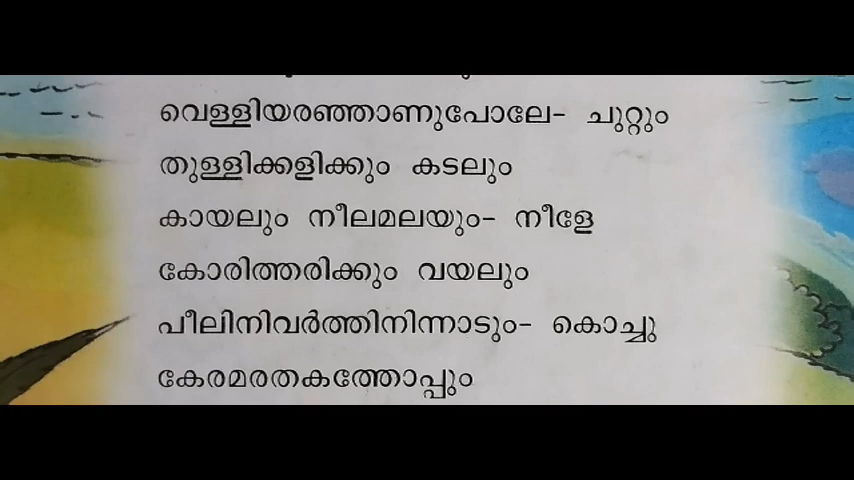 വെള്ളിയരഞ്ഞാണുപോലേ- ചുറ്റും
തുള്ളിക്കളിക്കും കടലും
കായലും നീലമലയും- നീളേ
കോരിത്തരിക്കും വയലും
പീലിനിവർത്തിനിന്നാടും- കൊച്ചു
കേരമരതകത്തോപ്പും